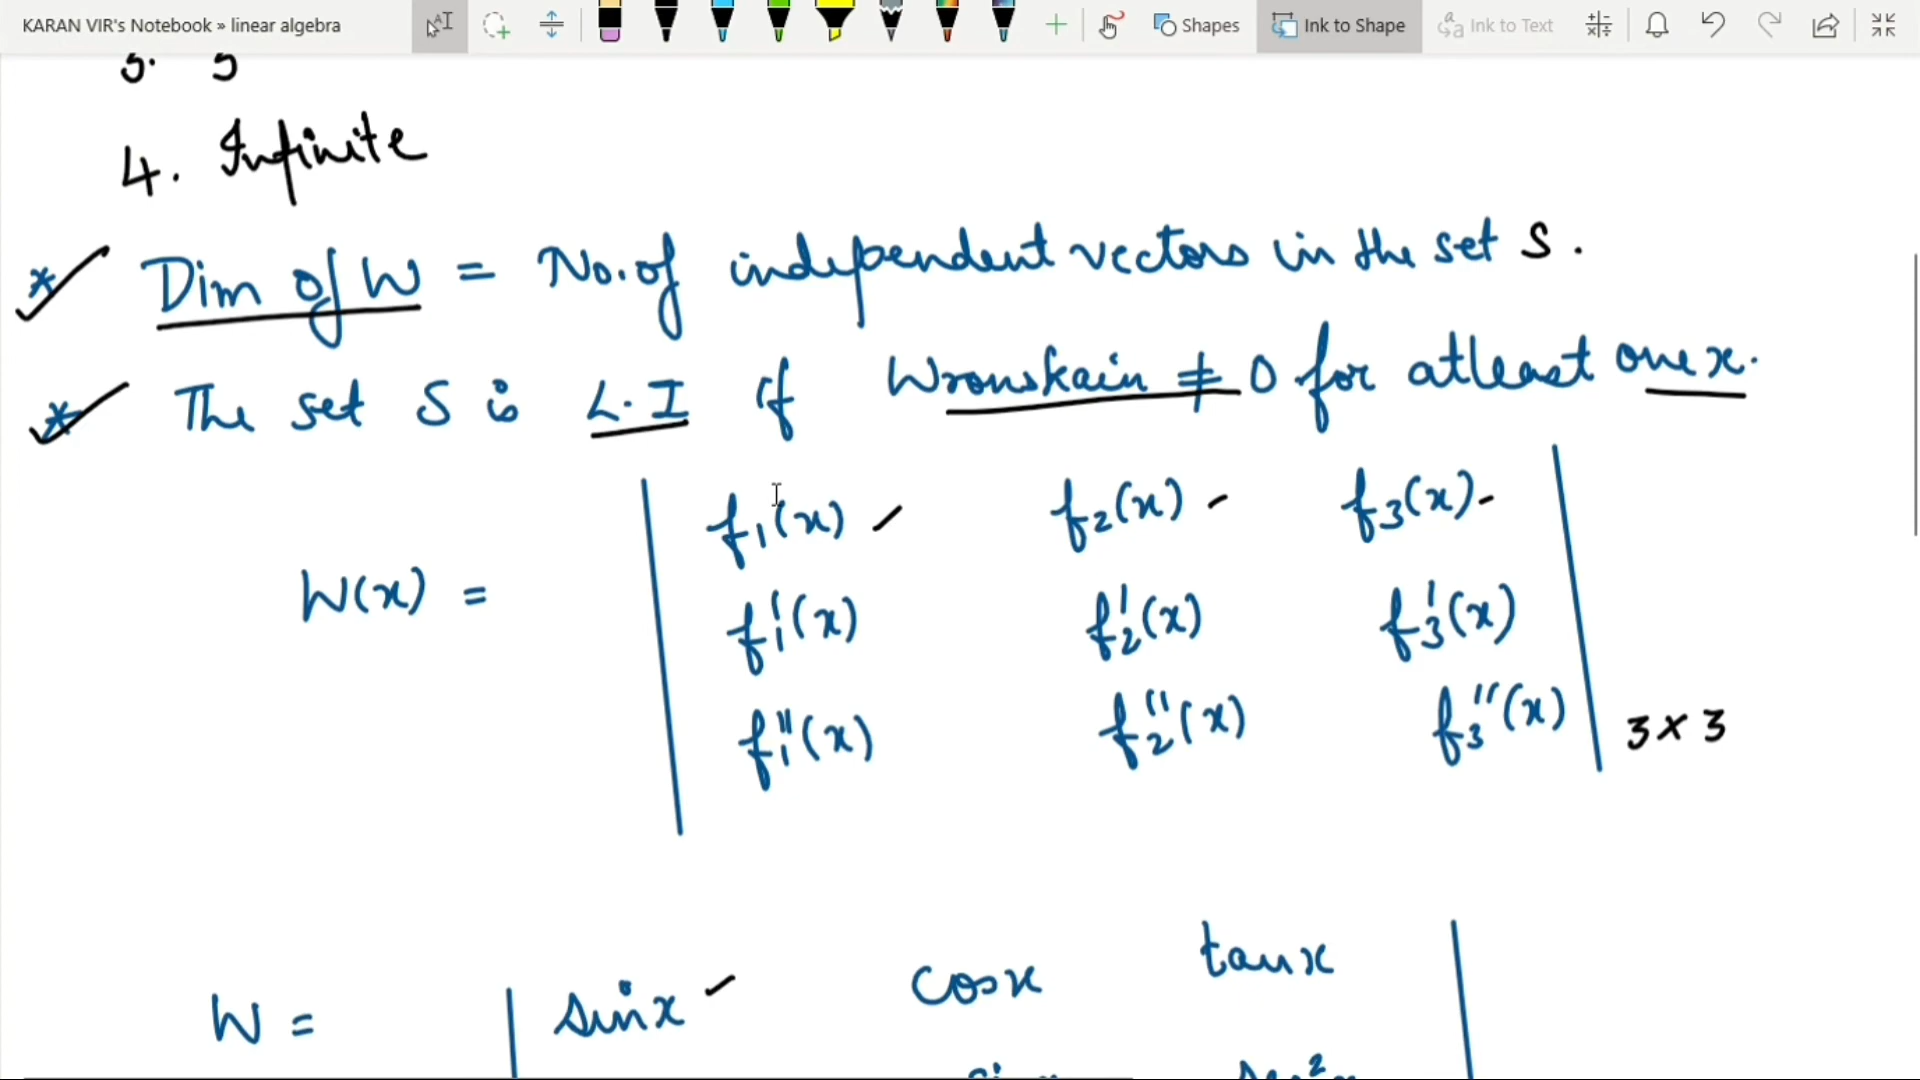 KARAN VIR's Notebook » linear algebra
Shapes
Ink to Shape
Ink to Text
3. 3
4. Infinite
* Dim of W = No. of independent vectors in the set S.
* The set S is L.I if Wronskain ≠ 0 for atleast one x.
f₁(x) f₂(x) f₃(x)
W(x) =
f₁'(x) f₂'(x) f₃'(x)
f₁''(x) f₂''(x) f₃''(x) 3×3
tanx
W = sinx cosx